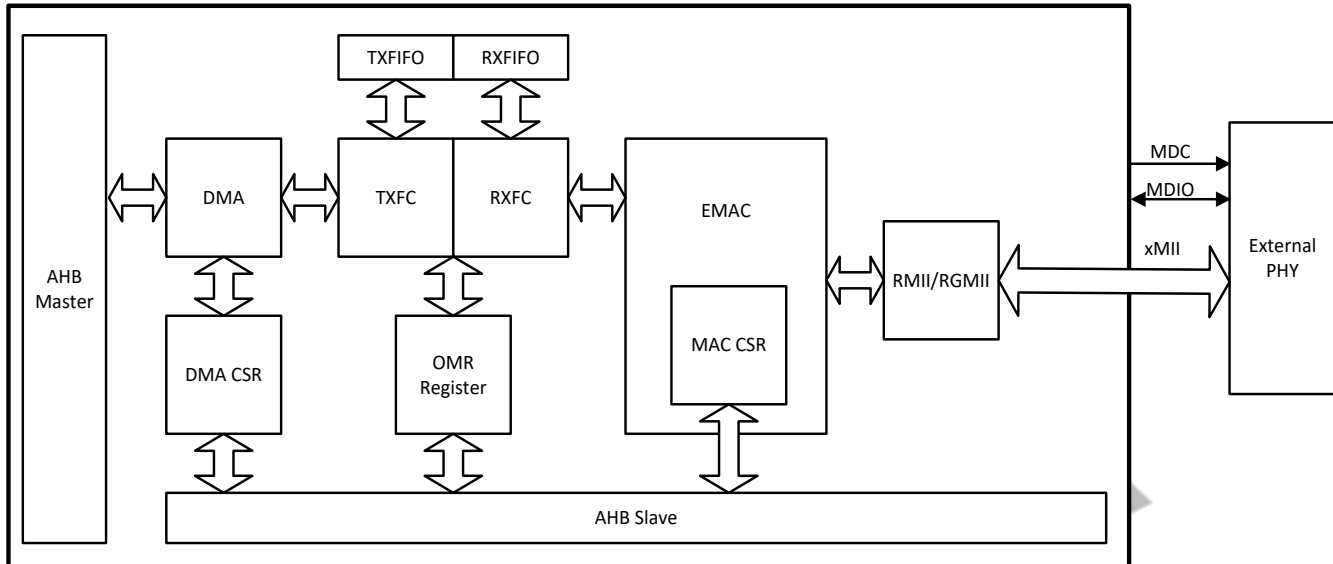 TXFIFO
RXFIFO
AHB
Master
DMA
TXFC
RXFC
EMAC
MDC
MDIO
xMII
External
PHY
RMII/RGMII
DMA CSR
OMR
Register
MAC CSR
AHB Slave